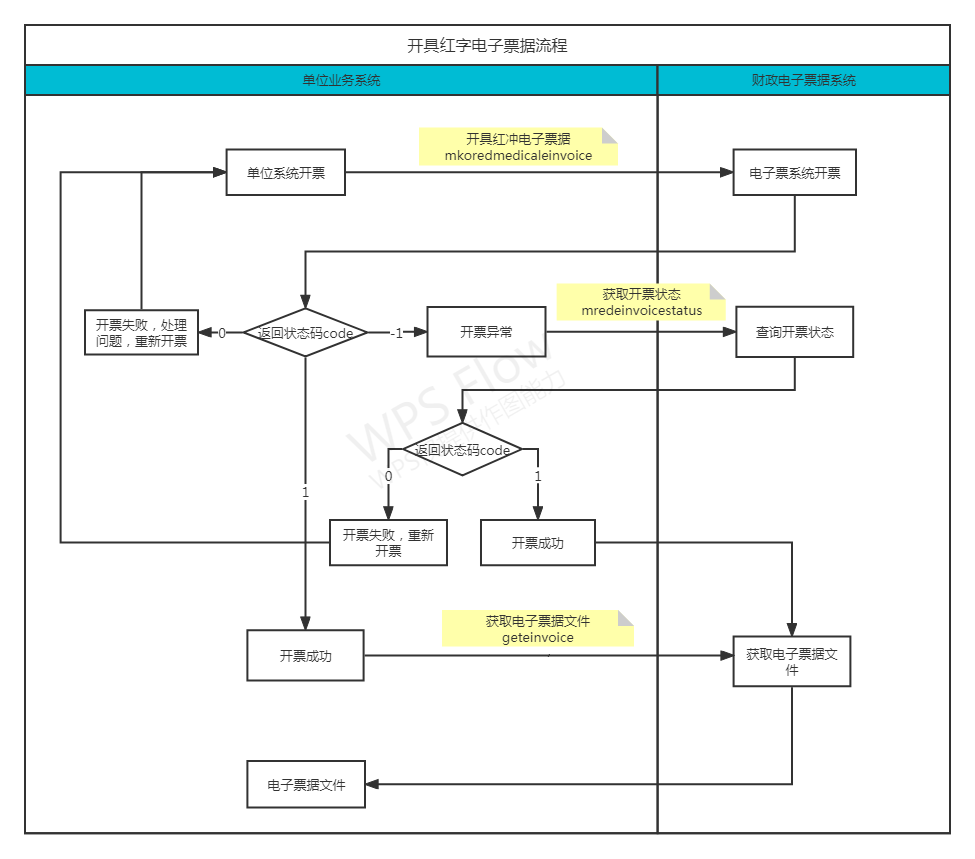 开具红字电子票据流程
单位业务系统
财政电子票据系统
开具红冲电子票据
mkoredmedicaleinvoice
单位系统开票
电子票系统开票
获取开票状态
mredeinvoicestatus
开票失败，处理
问题，重新开票
0
返回状态码code
-1
开票异常
查询开票状态
WPS Flow
返回状态码code
0
1
1
开票失败，重新
开票
开票成功
获取电子票据文件
geteinvoice
开票成功
获取电子票据文
件
电子票据文件